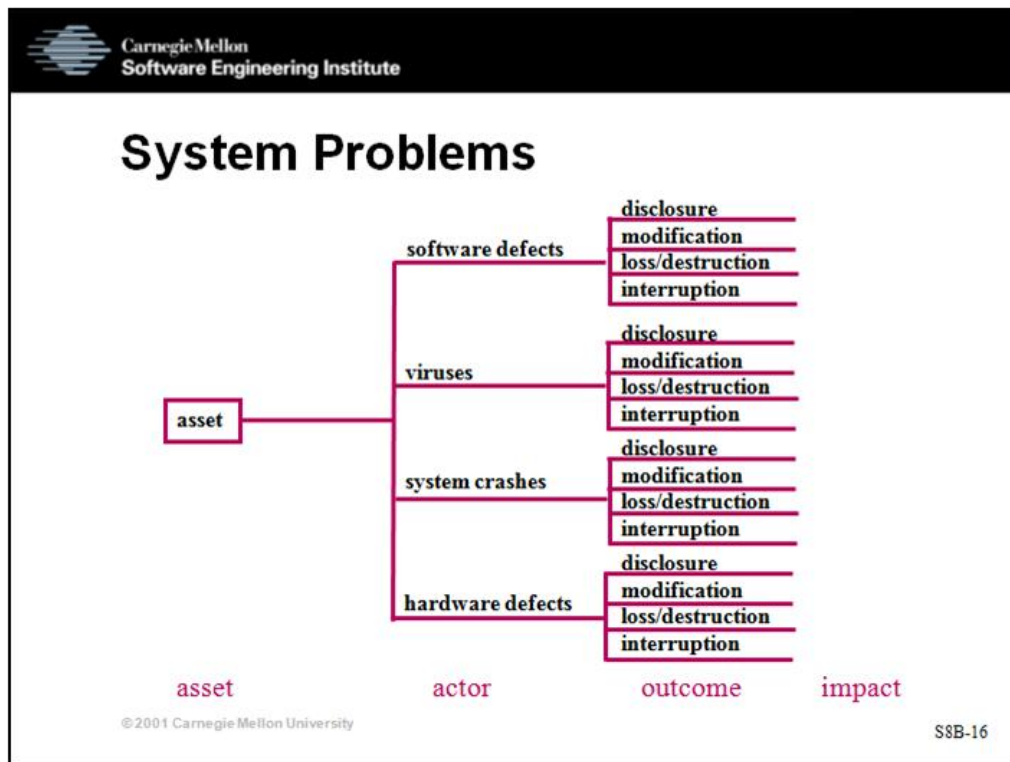 Carnegie Mellon
Software Engineering Institute
System Problems
disclosure
modification
software defects
loss/destruction
interruption
disclosure
modification
viruses
loss/destruction
interruption
asset
disclosure
modification
system crashes
loss/destruction
interruption
disclosure
modification
hardware defects
loss/destruction
interruption
asset actor outcome impact
©2001 Carnegie Mellon University
S8B-16